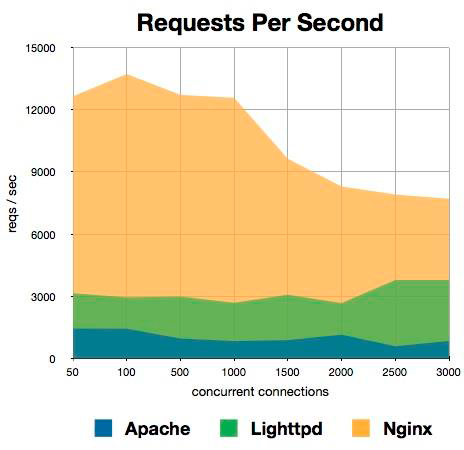 Requests Per Second
15000
12000
9000
6000
3000
0
reqs / sec
50 100 500 1000 1500 2000 2500 3000
concurrent connections
Apache Lighttpd Nginx